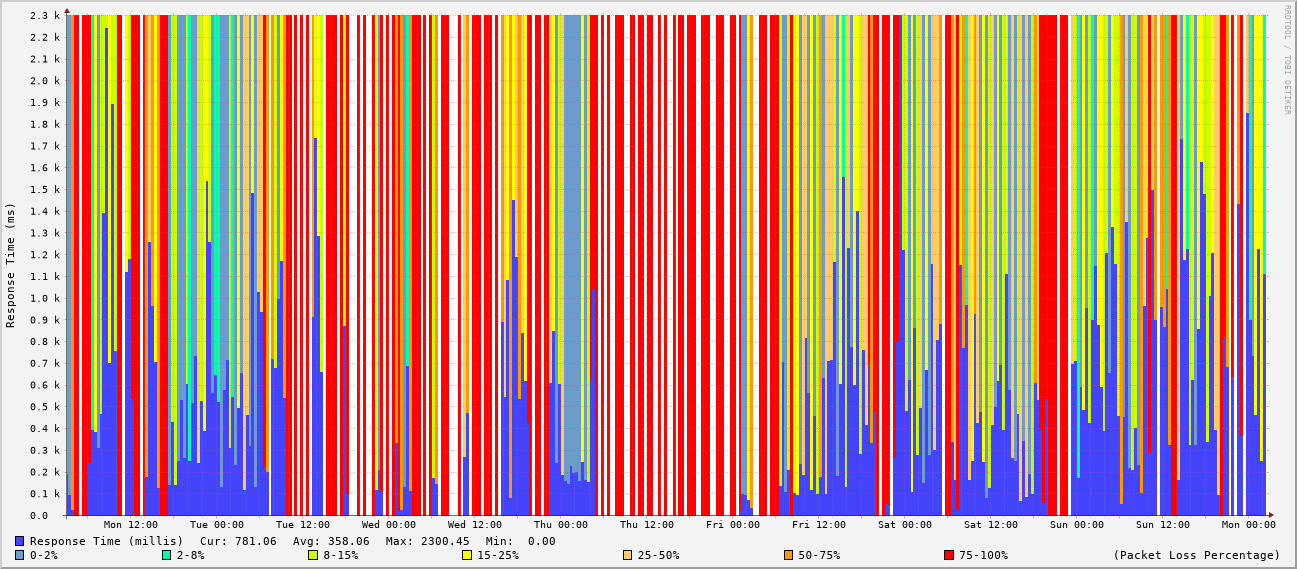 2.3 k
2.2 k
2.1 k
2.0 k
1.9 k
1.8 k
1.7 k
1.6 k
1.5 k
1.4 k
1.3 k
1.2 k
1.1 k
1.0 k
0.9 k
0.8 k
0.7 k
0.6 k
0.5 k
0.4 k
0.3 k
0.2 k
0.1 k
0.0
Response Time (ms)
RRDTOOL / TOBI OETIKER
Mon 12:00 Tue 00:00 Tue 12:00 Wed 00:00 Wed 12:00 Thu 00:00 Thu 12:00 Fri 00:00 Fri 12:00 Sat 00:00 Sat 12:00 Sun 00:00 Sun 12:00 Mon 00:00
Response Time (millis) Cur: 781.06 Avg: 358.06 Max: 2300.45 Min: 0.00
0-2% 2-8% 8-15% 15-25% 25-50% 50-75% 75-100% (Packet Loss Percentage)